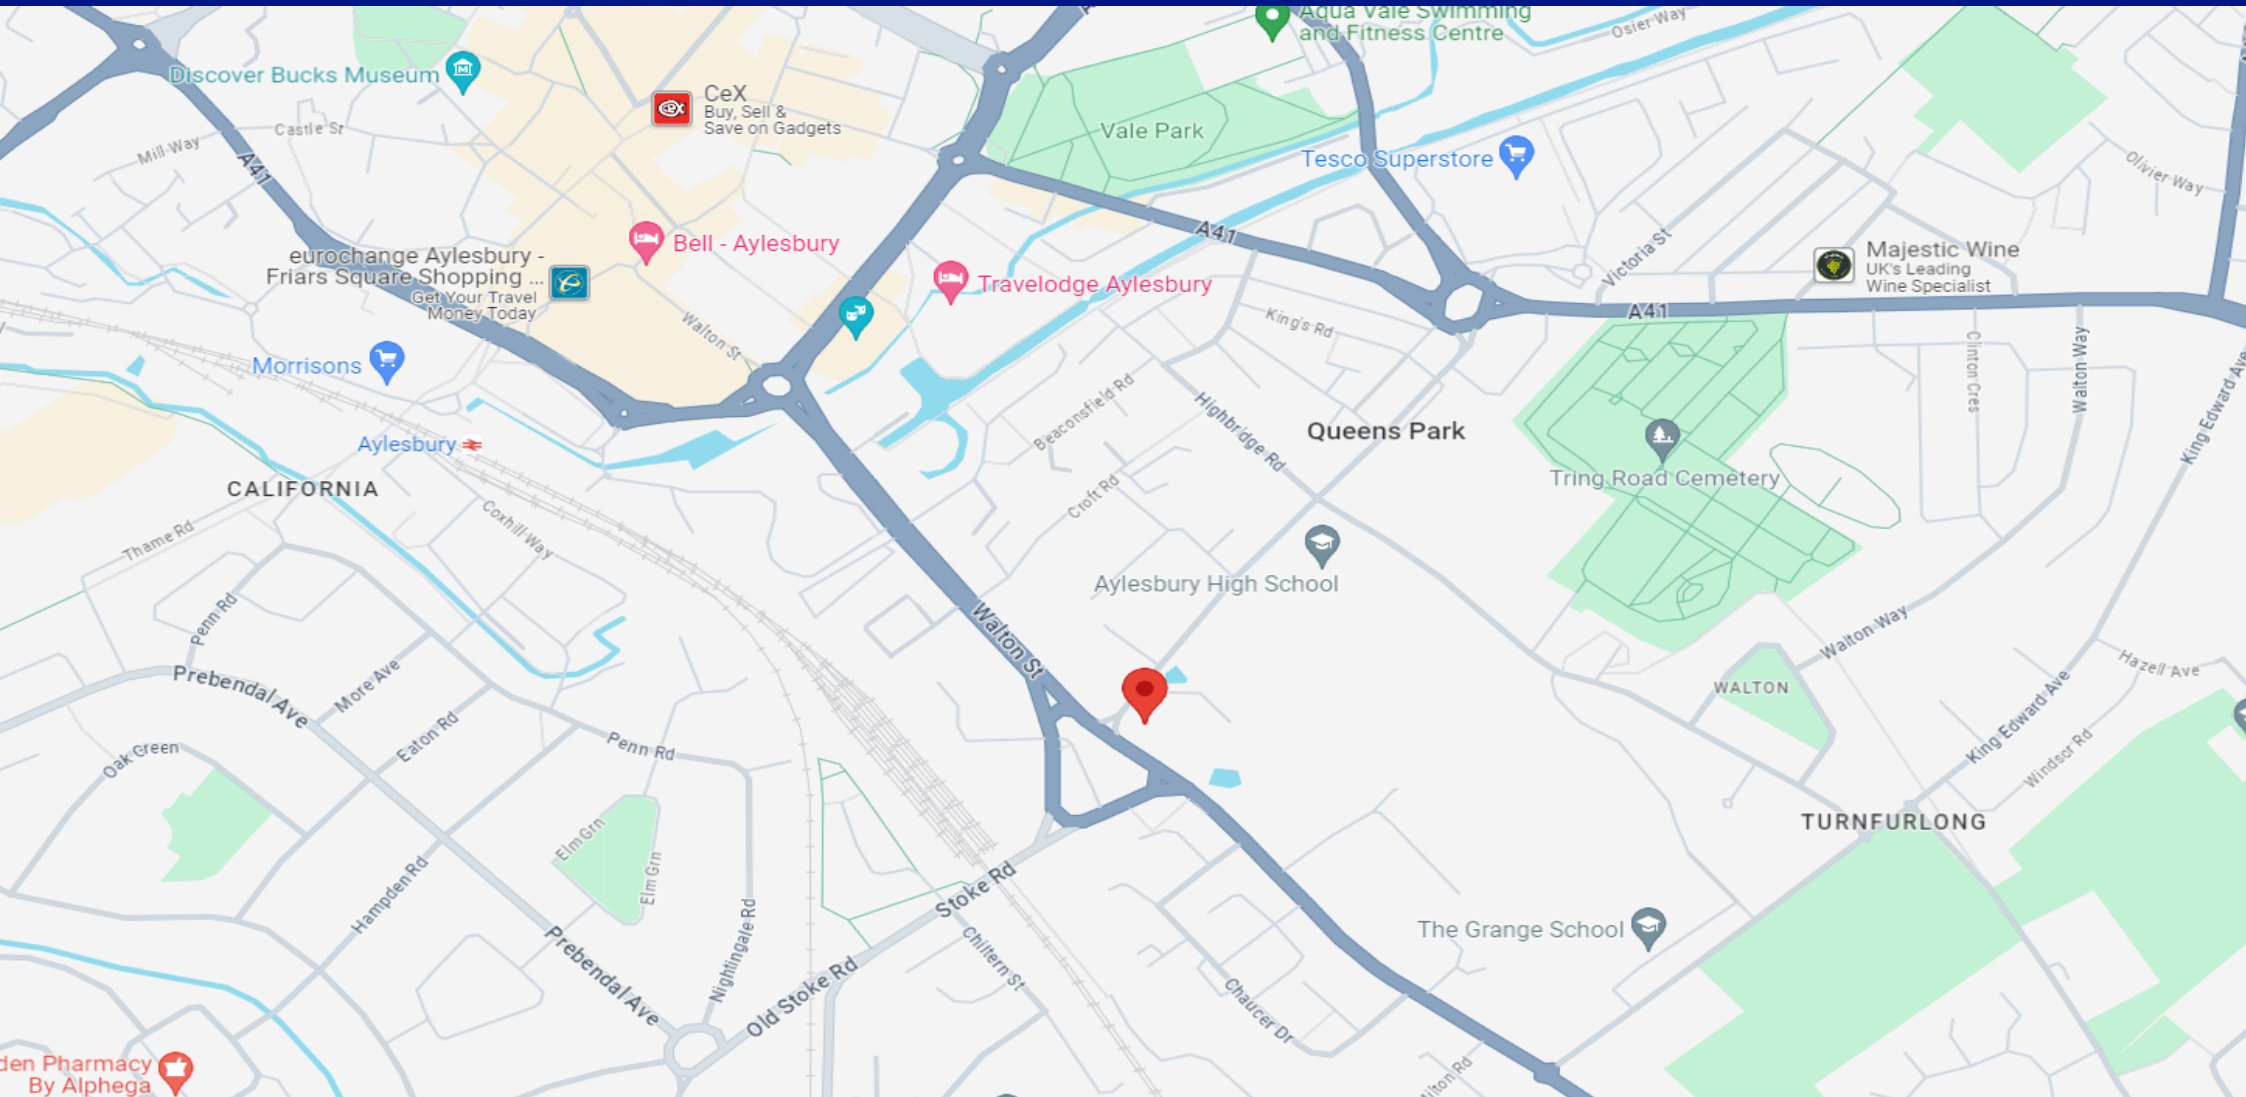 Aqua Vale Swimming
and Fitness Centre
Osier Way
Discover Bucks Museum
CeX
Buy, Sell &
Save on Gadgets
Castle St
Mill Way
A41
Vale Park
Tesco Superstore
Olivier Way
Bell - Aylesbury
A41
Victoria St
Majestic Wine
UK's Leading
Wine Specialist
eurochange Aylesbury -
Friars Square Shopping ...
Get Your Travel
Money Today
Travelodge Aylesbury
A41
King's Rd
Walton St
Morrisons
Clinton Cres
Walton Way
King Edward Ave
Beaconsfield Rd
Highbridge Rd
Queens Park
Aylesbury
CALIFORNIA
Tring Road Cemetery
Croft Rd
Coxhill Way
Thame Rd
Aylesbury High School
Penn Rd
Walton St
Walton Way
Hazell Ave
Prebendal Ave
More Ave
WALTON
Eaton Rd
Penn Rd
King Edward Ave
Windsor Rd
Oak Green
TURNFURLONG
Elm Grn
Elm Grn
Hampden Rd
Stoke Rd
The Grange School
Nightingale Rd
Prebendal Ave
Chiltern St
Old Stoke Rd
Chaucer Dr
den Pharmacy
By Alphega
ilton Rd